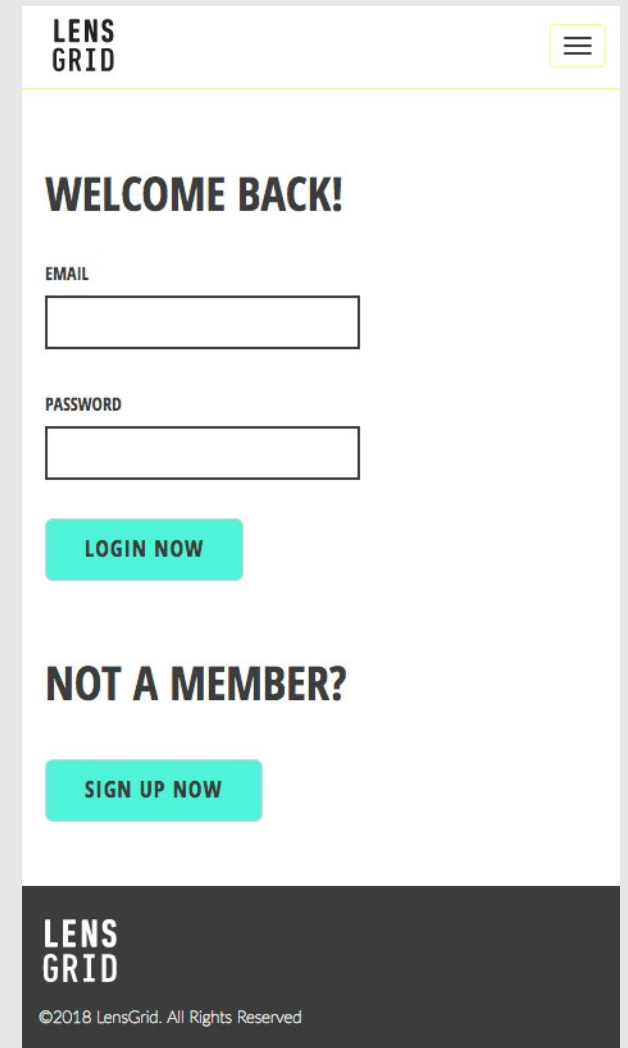 LENS
GRID
WELCOME BACK!
EMAIL
PASSWORD
LOGIN NOW
NOT A MEMBER?
SIGN UP NOW
LENS
GRID
©2018 LensGrid. All Rights Reserved